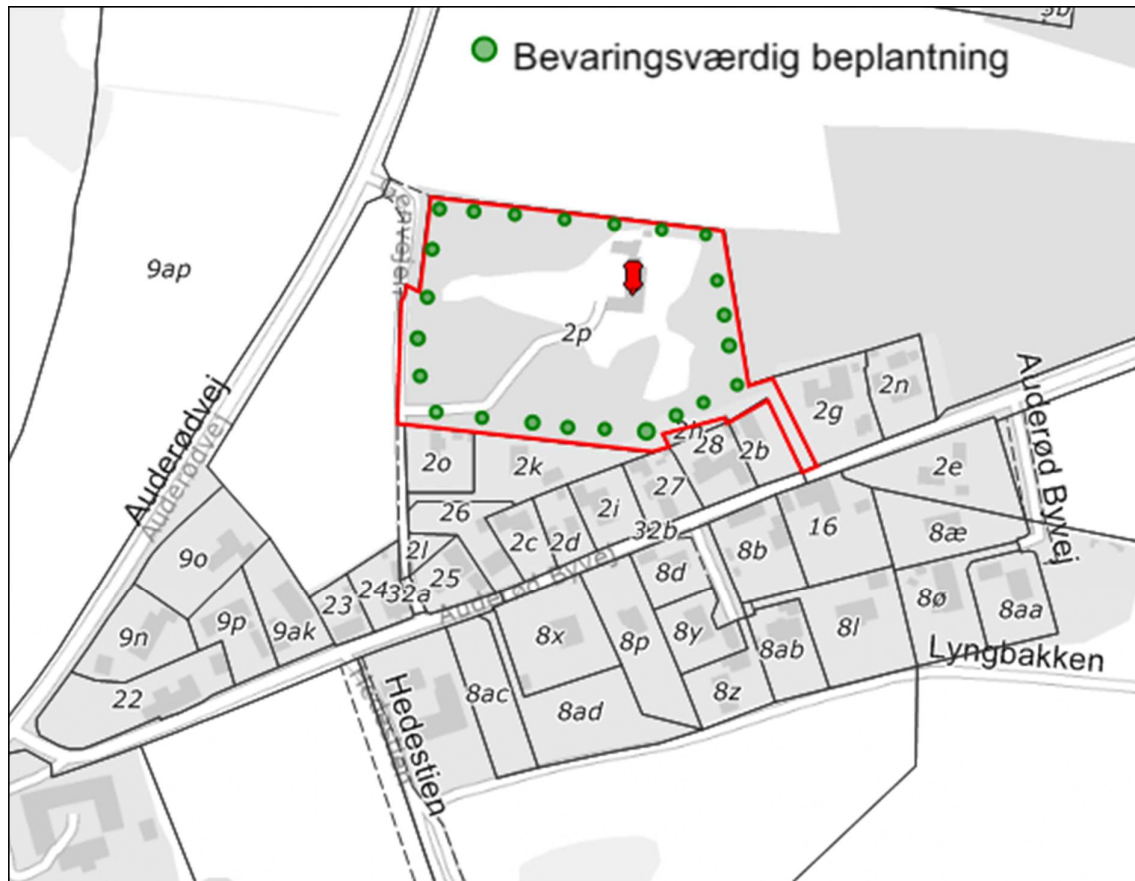 Bevaringsværdig beplantning
9ap
2p
2n
2g
2h
28
2b
2e
2o
2k
27
2i
26
32b
16
8æ
2c
2d
8b
9o
2l
25
8d
24
32a
Auderød Byvej
23
8ø
8aa
9n
9p
9ak
8x
8p
8y
8ab
8l
Lyngbakken
22
8ac
8ad
8z
Auderødvej
Auderødvej
Hedestien
Hedestien
Auderød Byvej